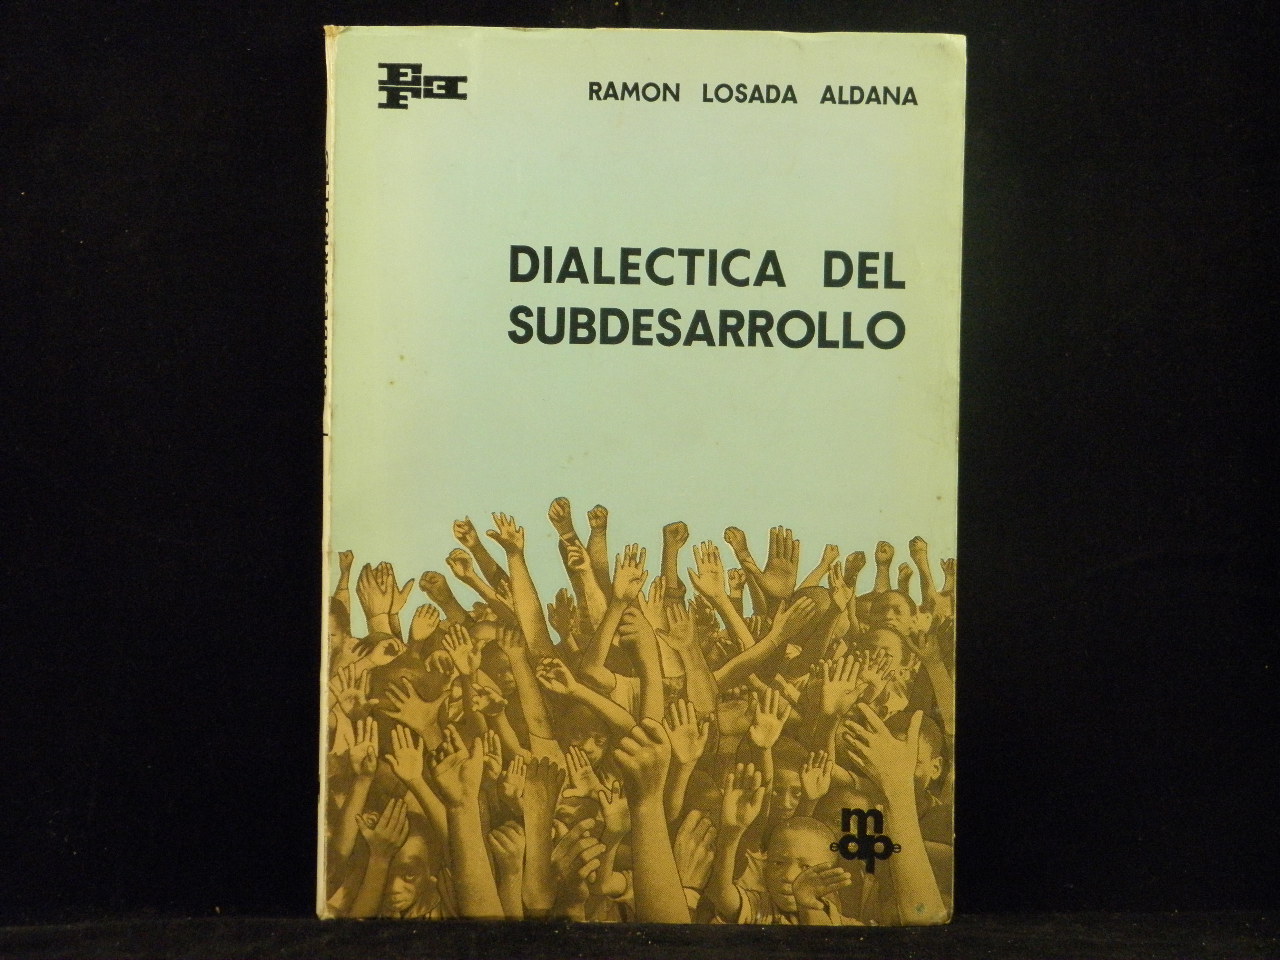 RAMON LOSADA ALDANA
DIALECTICA DEL
SUBDESARROLLO